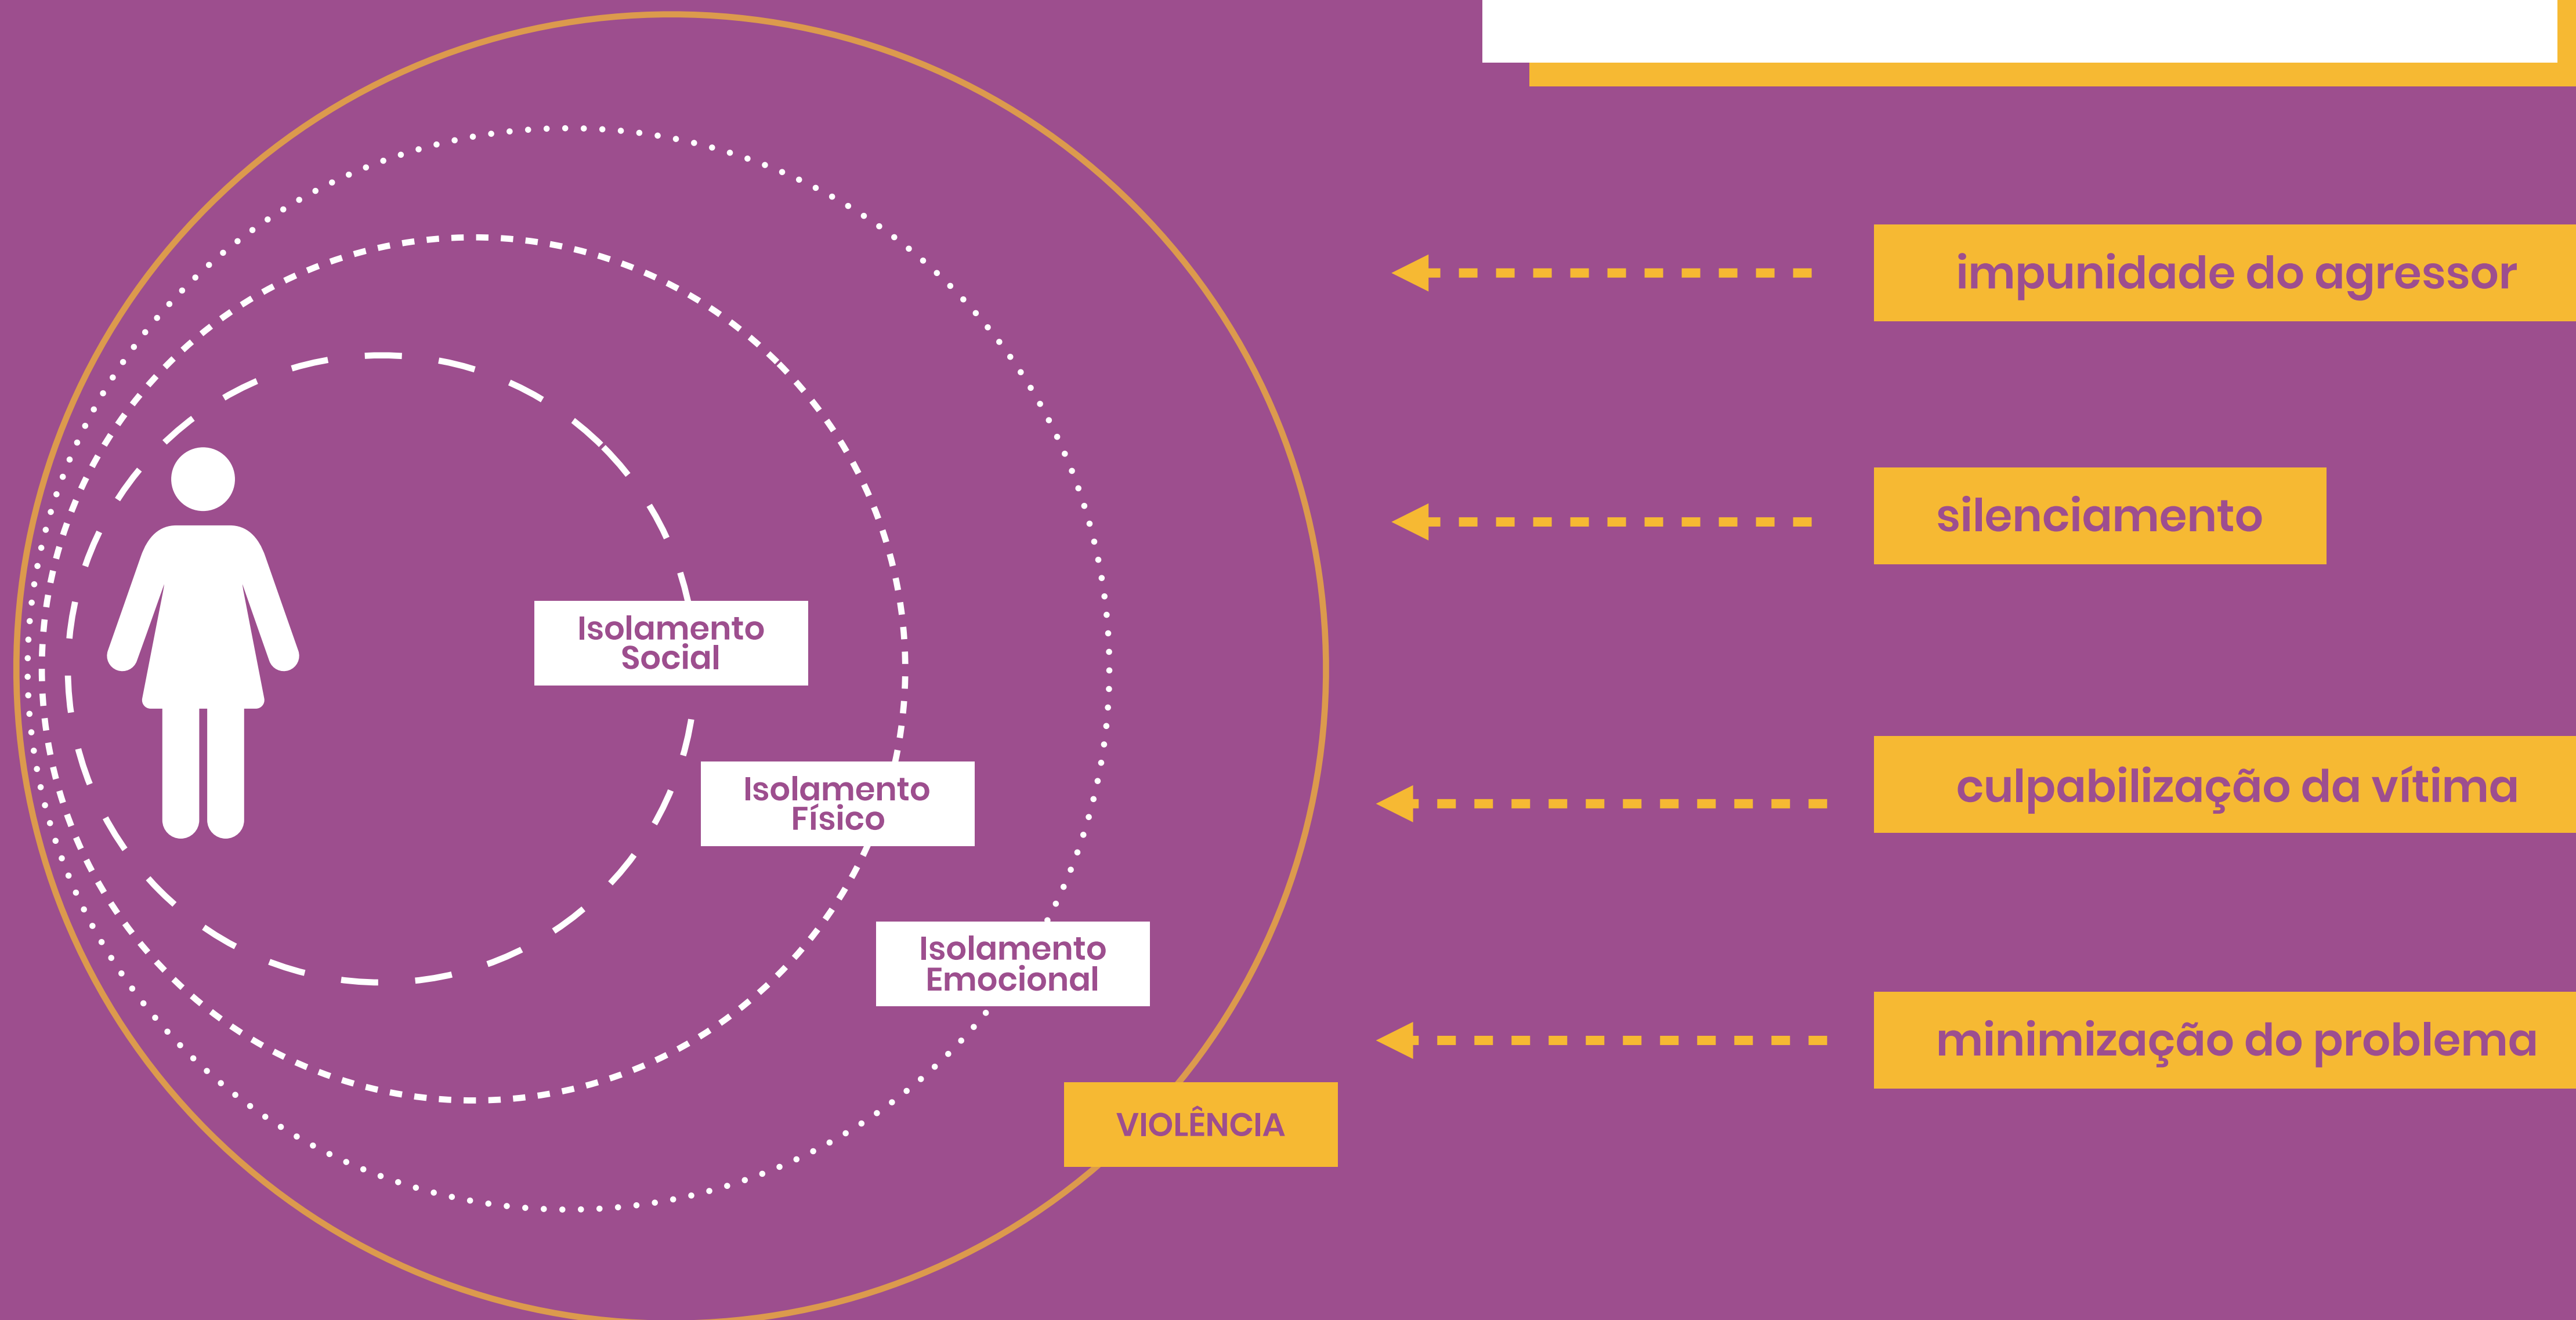 impunidade do agressor
silenciamento
Isolamento
Social
culpabilização da vítima
Isolamento
Físico
Isolamento
Emocional
minimização do problema
VIOLÊNCIA